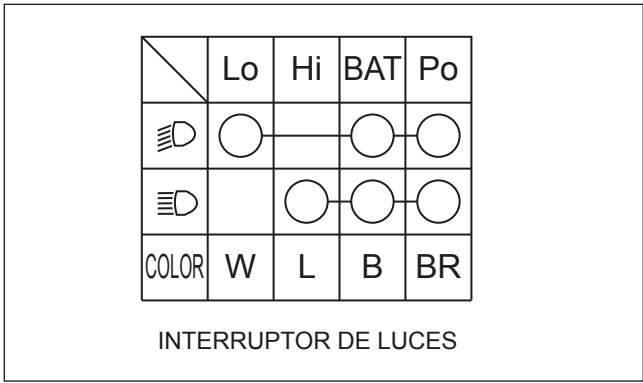 Lo Hi BAT Po
COLOR W L B BR
INTERRUPTOR DE LUCES